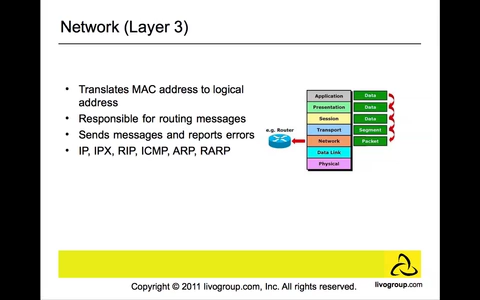 Network (Layer 3)
• Translates MAC address to logical
address
• Responsible for routing messages
• Sends messages and reports errors
• IP, IPX, RIP, ICMP, ARP, RARP
e.g. Router
Application Data
Presentation Data
Session Data
Transport Segment
Network Packet
Data Link
Physical
livogroup.com
Copyright © 2011 livogroup.com, Inc. All rights reserved.